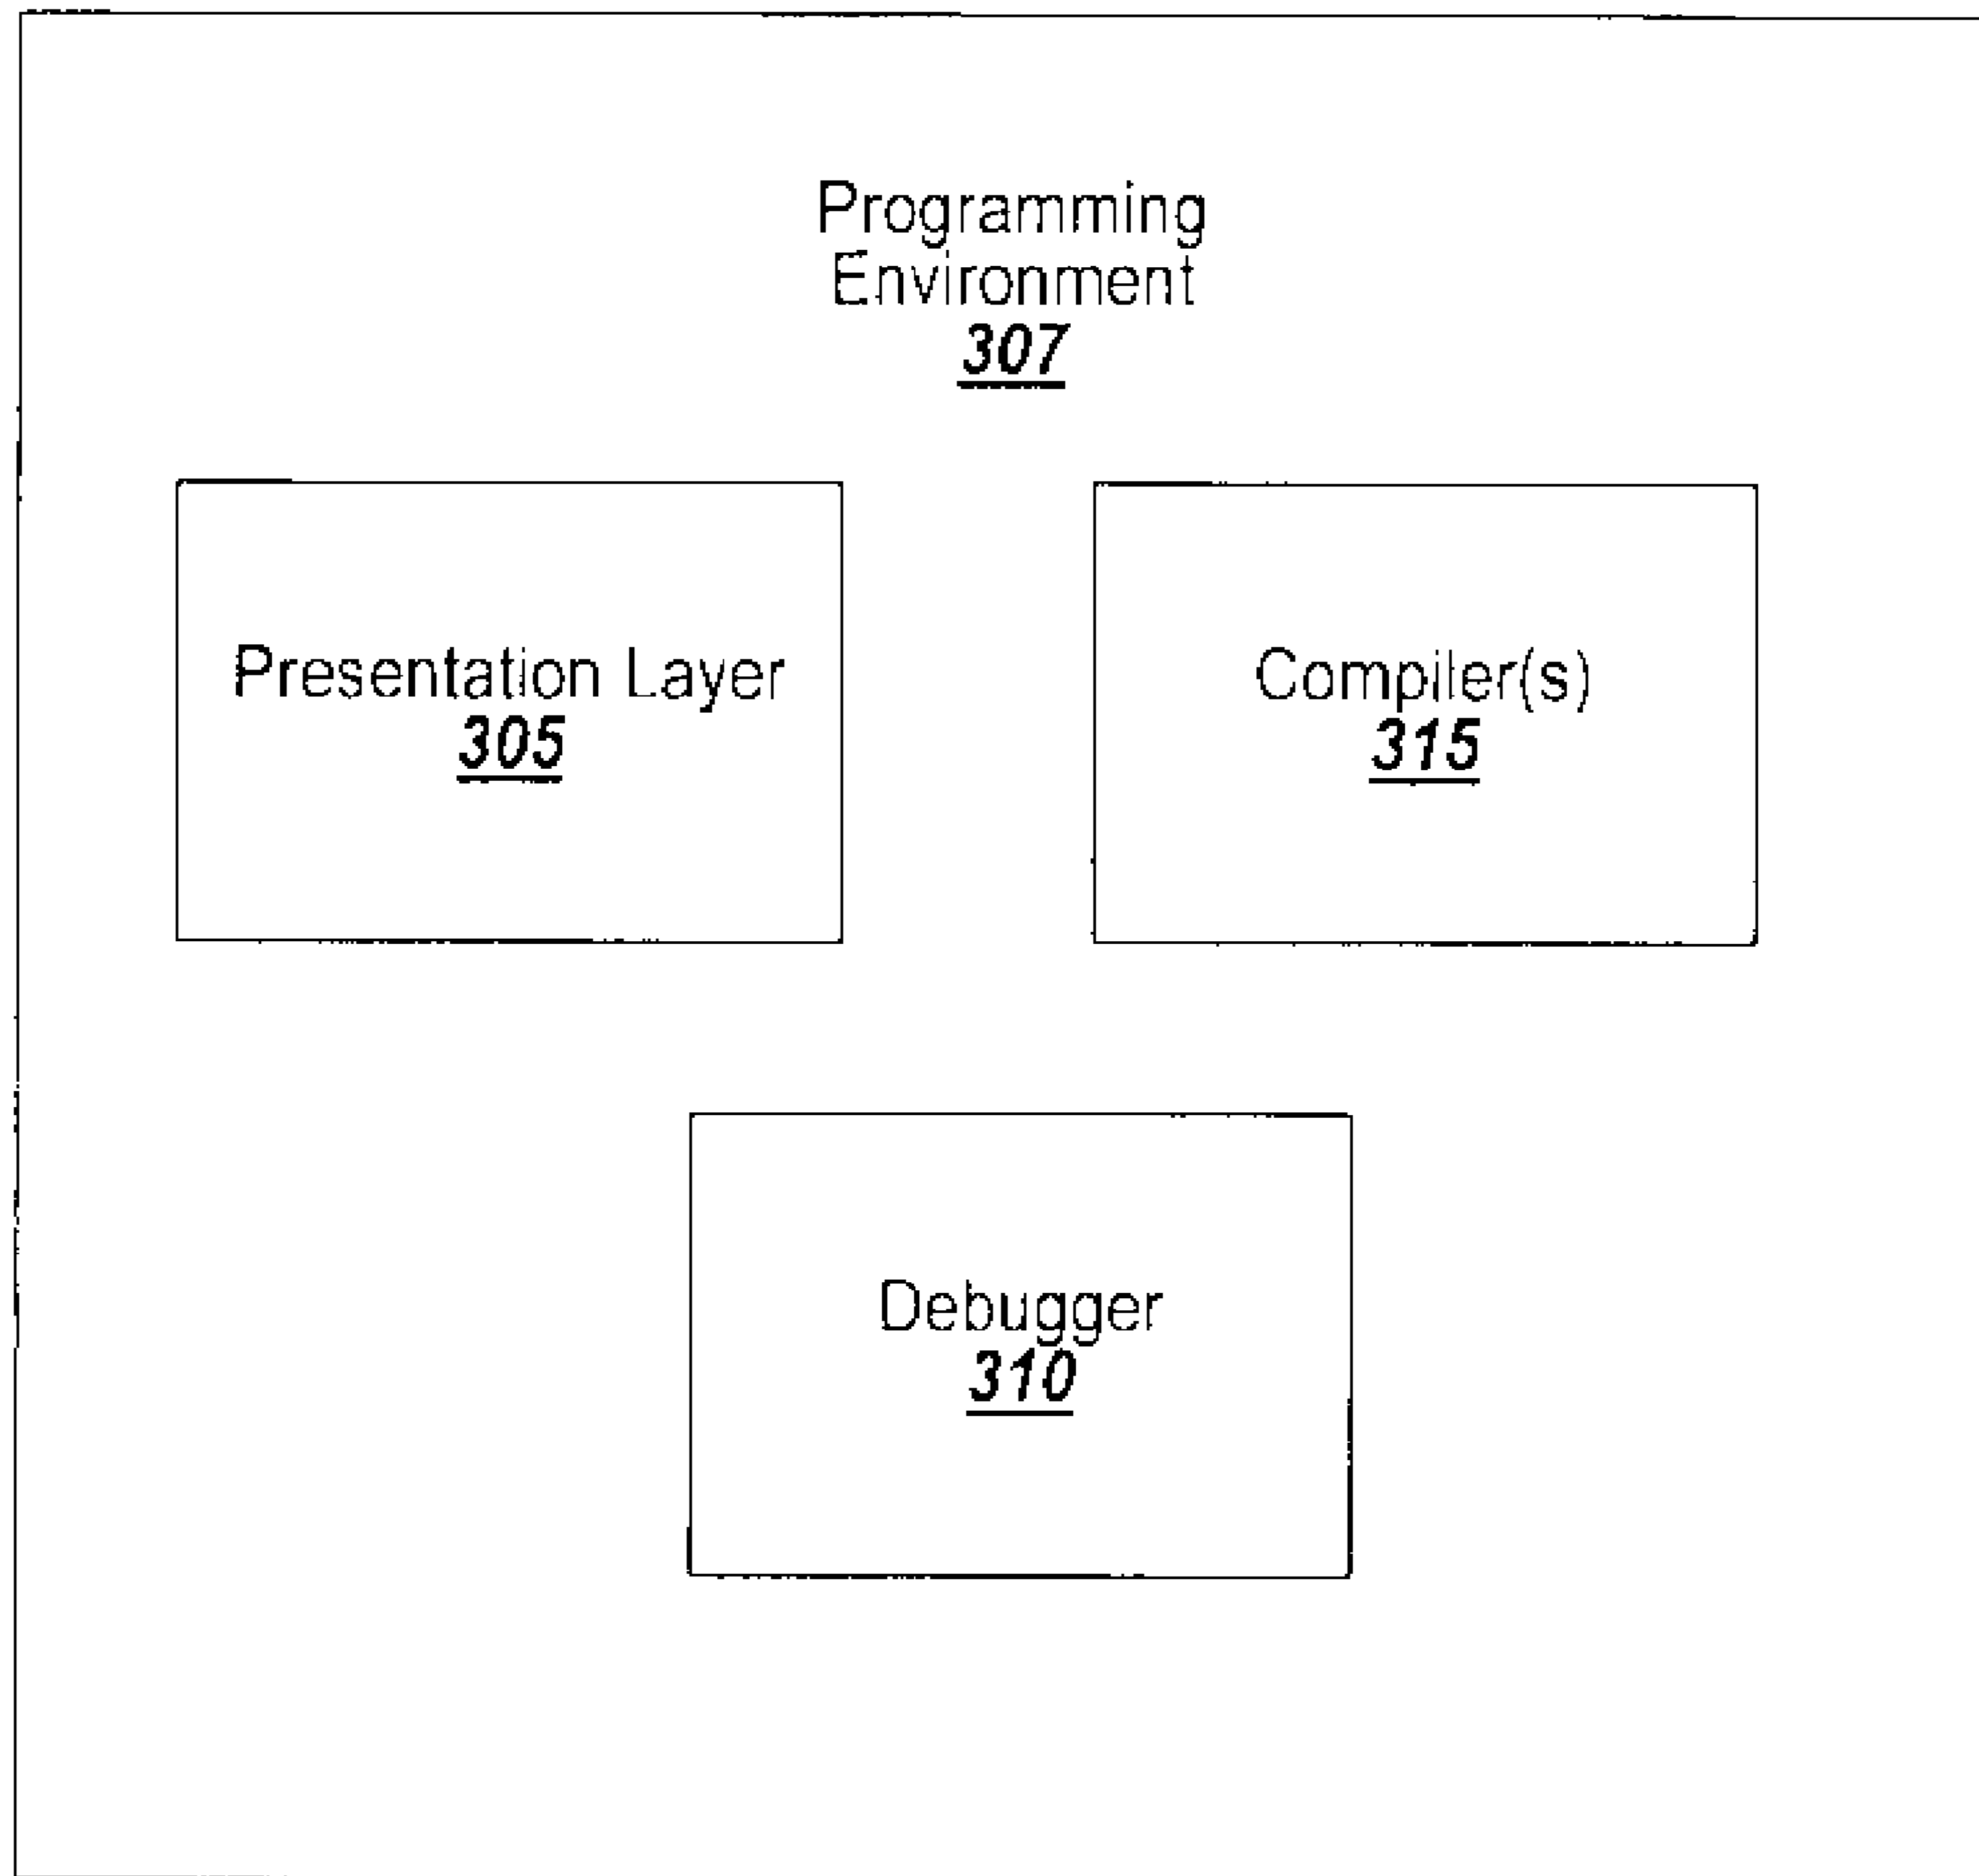 Programming
Environment
307
Presentation Layer
305
Compiler(s)
315
Debugger
310